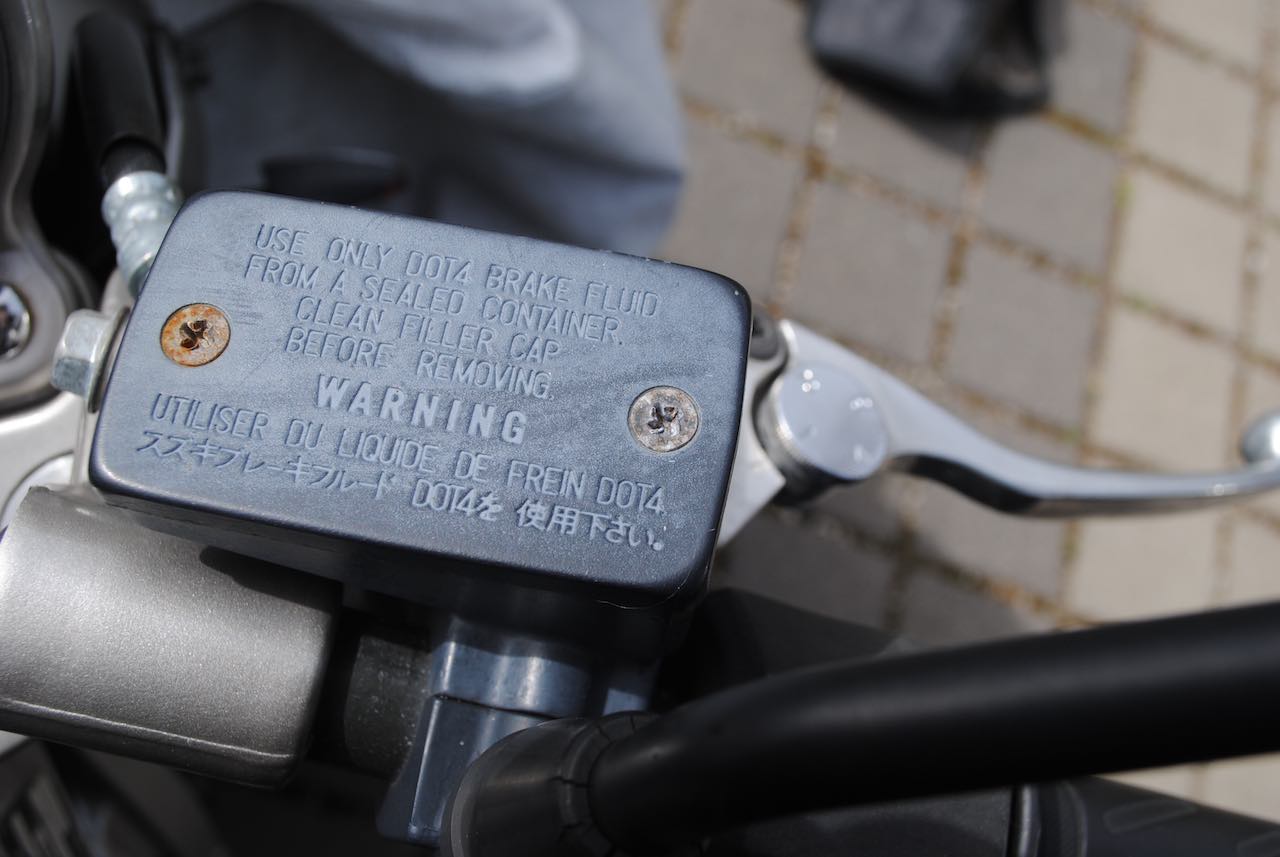 USE ONLY DOT4 BRAKE FLUID
FROM A SEALED CONTAINER.
CLEAN FILLER CAP
BEFORE REMOVING.
WARNING
UTILISER DU LIQUIDE DE FREIN DOT4.
スズキブレーキフルード DOT4を 使用下さい。